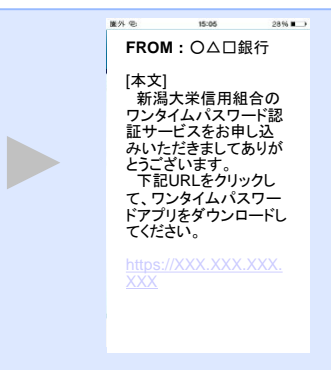 圏外 15:05 28%
FROM：〇△□銀行
[本文]
新潟大栄信用組合の
ワンタイムパスワード認
証サービスをお申し込
みいただきましてありが
とうございます。
下記URLをクリックし
て、ワンタイムパスワー
ドアプリをダウンロードし
てください。
https://XXX.XXX.XXX.
XXX